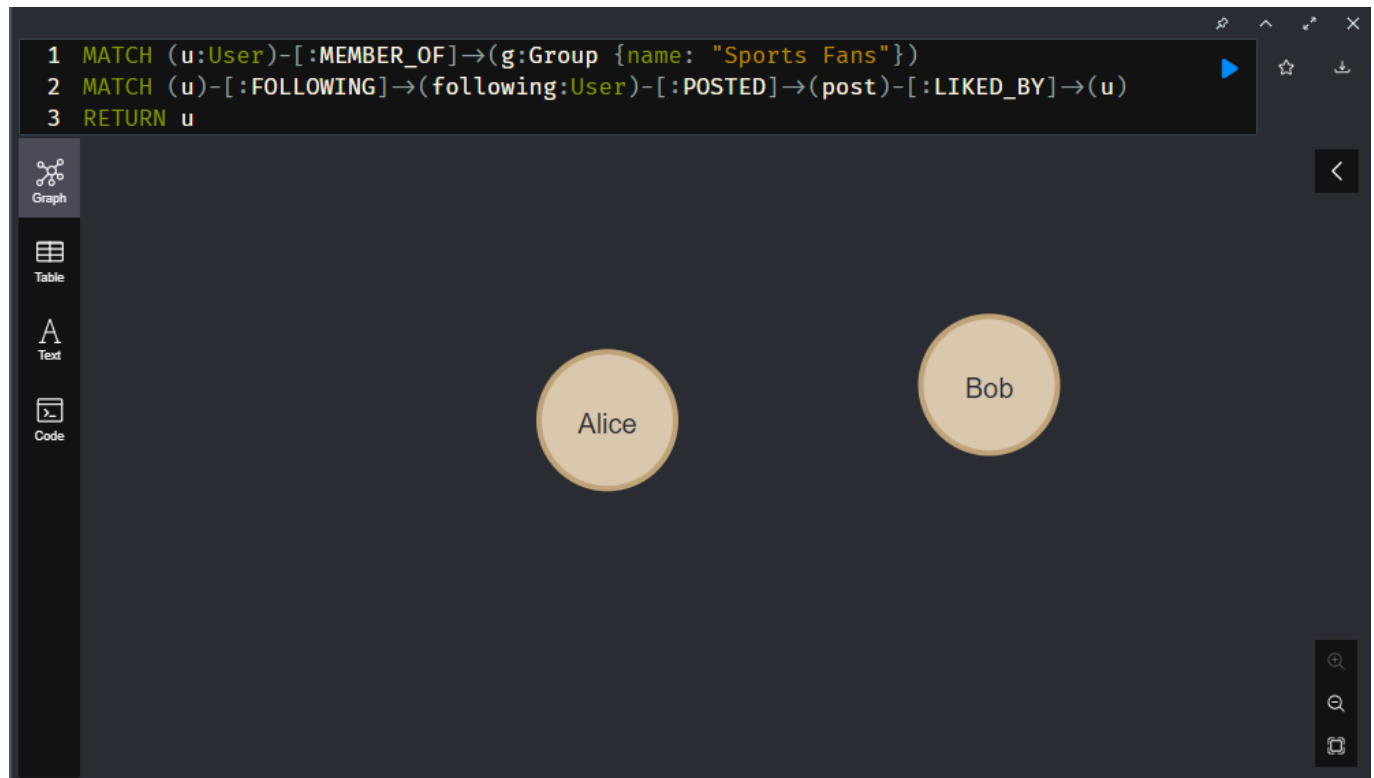 1 MATCH (u:User)-[:MEMBER_OF]→(g:Group {name: "Sports Fans"})
2 MATCH (u)-[:FOLLOWING]→(following:User)-[:POSTED]→(post)-[:LIKED_BY]→(u)
3 RETURN u
Graph
Table
A
Text
Code
Alice
Bob